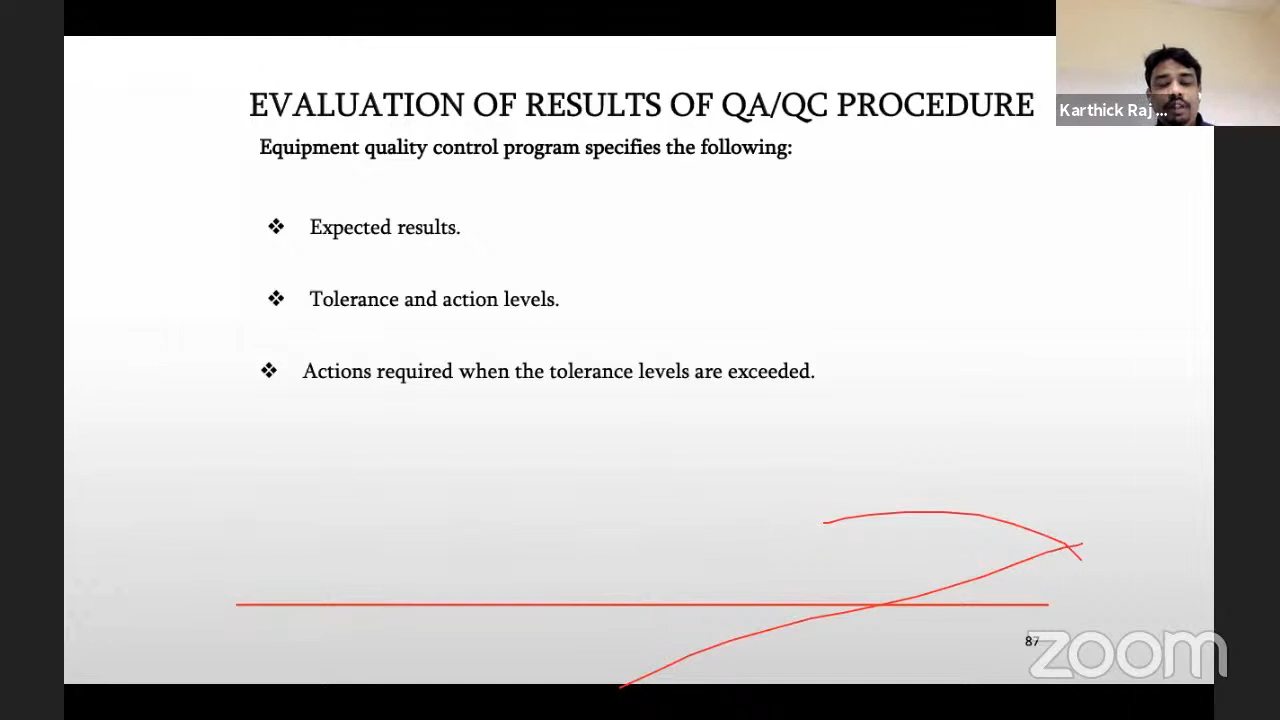 EVALUATION OF RESULTS OF QA/QC PROCEDURE
Karthick Raj...
Equipment quality control program specifies the following:
❖ Expected results.
❖ Tolerance and action levels.
❖ Actions required when the tolerance levels are exceeded.
87
zoom